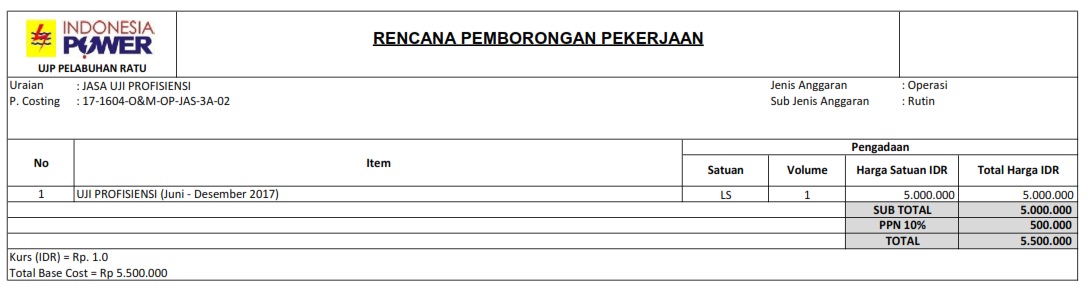 INDONESIA
POWER
UJP PELABUHAN RATU
RENCANA PEMBORONGAN PEKERJAAN
Uraian : JASA UJI PROFISIENSI Jenis Anggaran : Operasi
P. Costing : 17-1604-O&M-OP-JAS-3A-02 Sub Jenis Anggaran : Rutin
No Item Pengadaan
Satuan Volume Harga Satuan IDR Total Harga IDR
1 UJI PROFISIENSI (Juni - Desember 2017) LS 1 5.000.000 5.000.000
SUB TOTAL 5.000.000
PPN 10% 500.000
TOTAL 5.500.000
Kurs (IDR) = Rp. 1.0
Total Base Cost = Rp 5.500.000